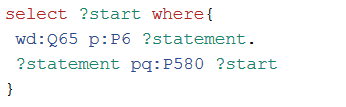 select ?start where{
wd:Q65 p:P6 ?statement.
?statement pq:P580 ?start
}